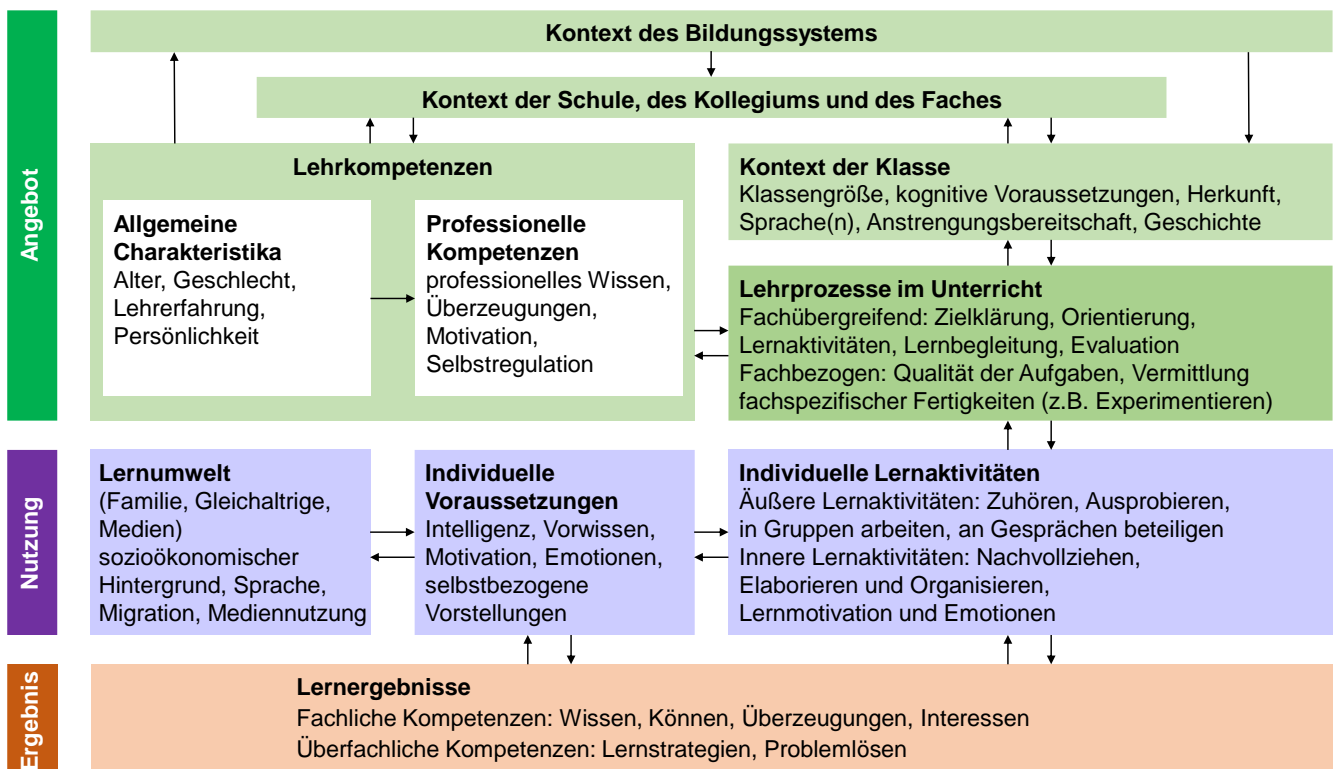 Kontext des Bildungssystems
Kontext der Schule, des Kollegiums und des Faches
Angebot
Lehrkompetenzen
Allgemeine
Charakteristika
Alter, Geschlecht,
Lehrerfahrung,
Persönlichkeit
Professionelle
Kompetenzen
professionelles Wissen,
Überzeugungen,
Motivation,
Selbstregulation
Kontext der Klasse
Klassengröße, kognitive Voraussetzungen, Herkunft,
Sprache(n), Anstrengungsbereitschaft, Geschichte
Lehrprozesse im Unterricht
Fachübergreifend: Zielklärung, Orientierung,
Lernaktivitäten, Lernbegleitung, Evaluation
Fachbezogen: Qualität der Aufgaben, Vermittlung
fachspezifischer Fertigkeiten (z.B. Experimentieren)
Nutzung
Lernumwelt
(Familie, Gleichaltrige,
Medien)
sozioökonomischer
Hintergrund, Sprache,
Migration, Mediennutzung
Individuelle
Voraussetzungen
Intelligenz, Vorwissen,
Motivation, Emotionen,
selbstbezogene
Vorstellungen
Individuelle Lernaktivitäten
Äußere Lernaktivitäten: Zuhören, Ausprobieren,
in Gruppen arbeiten, an Gesprächen beteiligen
Innere Lernaktivitäten: Nachvollziehen,
Elaborieren und Organisieren,
Lernmotivation und Emotionen
Ergebnis
Lernergebnisse
Fachliche Kompetenzen: Wissen, Können, Überzeugungen, Interessen
Überfachliche Kompetenzen: Lernstrategien, Problemlösen